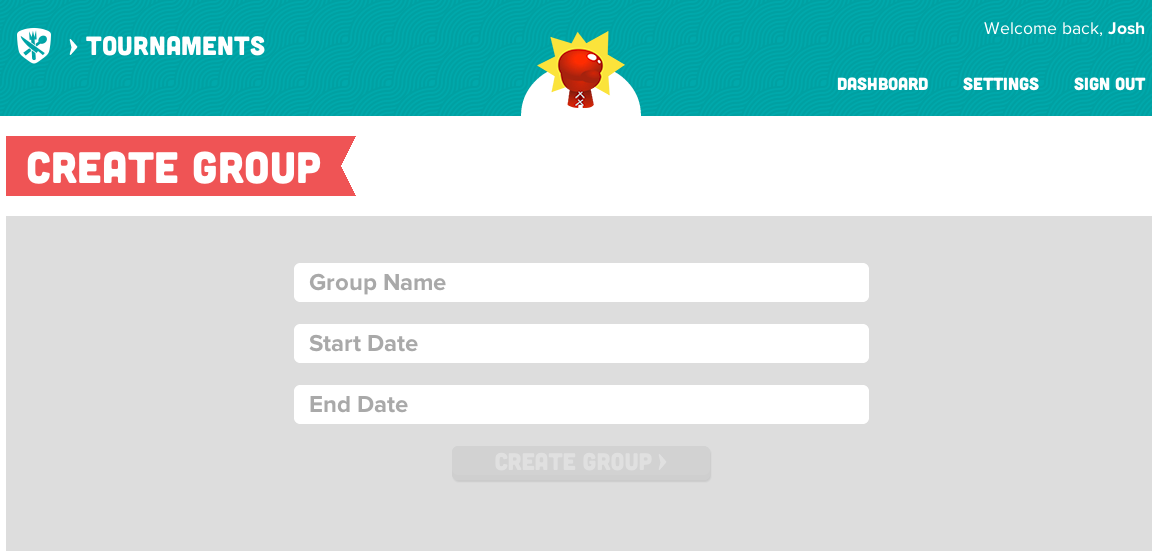 TOURNAMENTS
Welcome back, Josh
DASHBOARD SETTINGS SIGN OUT
CREATE GROUP
Group Name
Start Date
End Date
CREATE GROUP